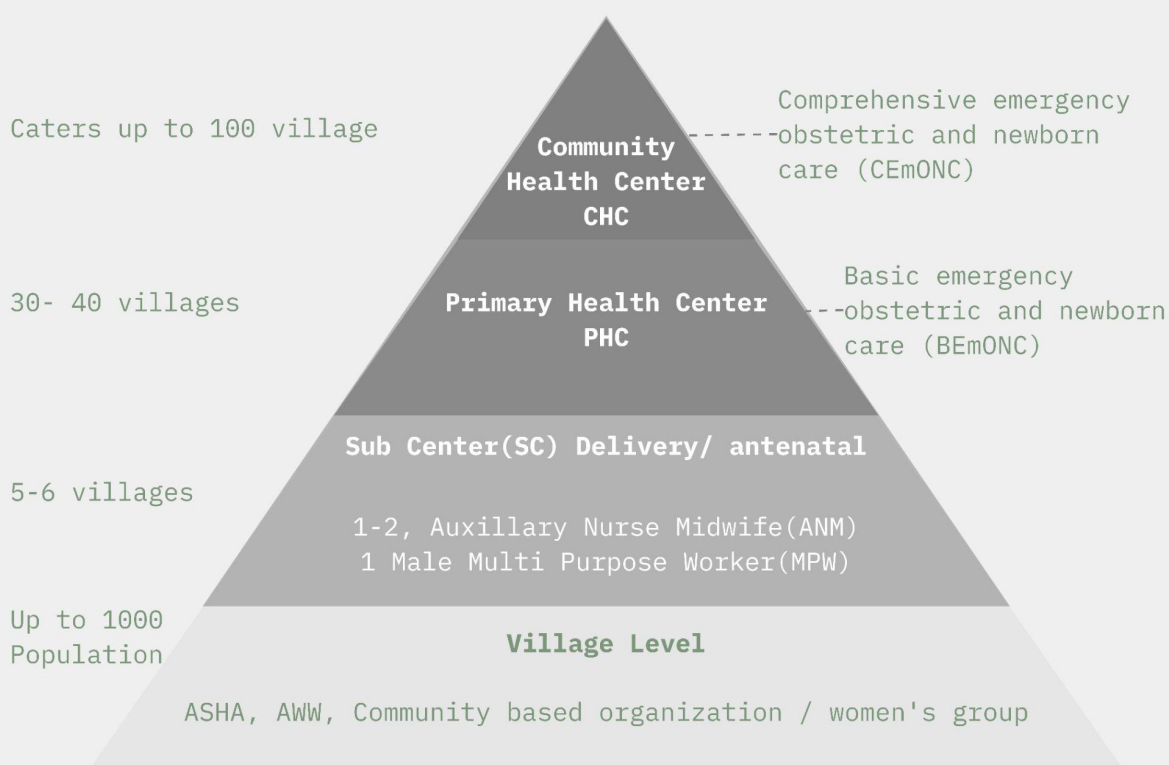 Caters up to 100 village
Community
Health Center
CHC
Comprehensive emergency
obstetric and newborn
care (CEmONC)
30- 40 villages
Primary Health Center
PHC
Basic emergency
obstetric and newborn
care (BEmONC)
5-6 villages
Sub Center(SC) Delivery/ antenatal
1-2, Auxillary Nurse Midwife(ANM)
1 Male Multi Purpose Worker(MPW)
Up to 1000
Population
Village Level
ASHA, AWW, Community based organization / women's group